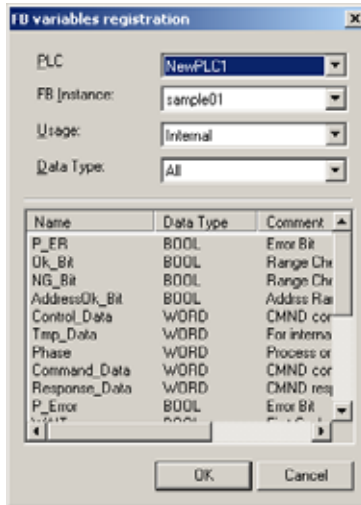 FB variables registration
PLC NewPLC1
FB Instance: sample01
Usage: Internal
Data Type: All
Name Data Type Comment
P_ER BOOL Error Bit
Ok_Bit BOOL Range Che
NG_Bit BOOL Range Che
AddressOk_Bit BOOL Addrss Ran
Control_Data WORD CMND con
Tmp_Data WORD For interna
Phase WORD Process or
Command_Data WORD CMND con
Response_Data WORD CMND resp
P_Error BOOL Error Bit
OK Cancel